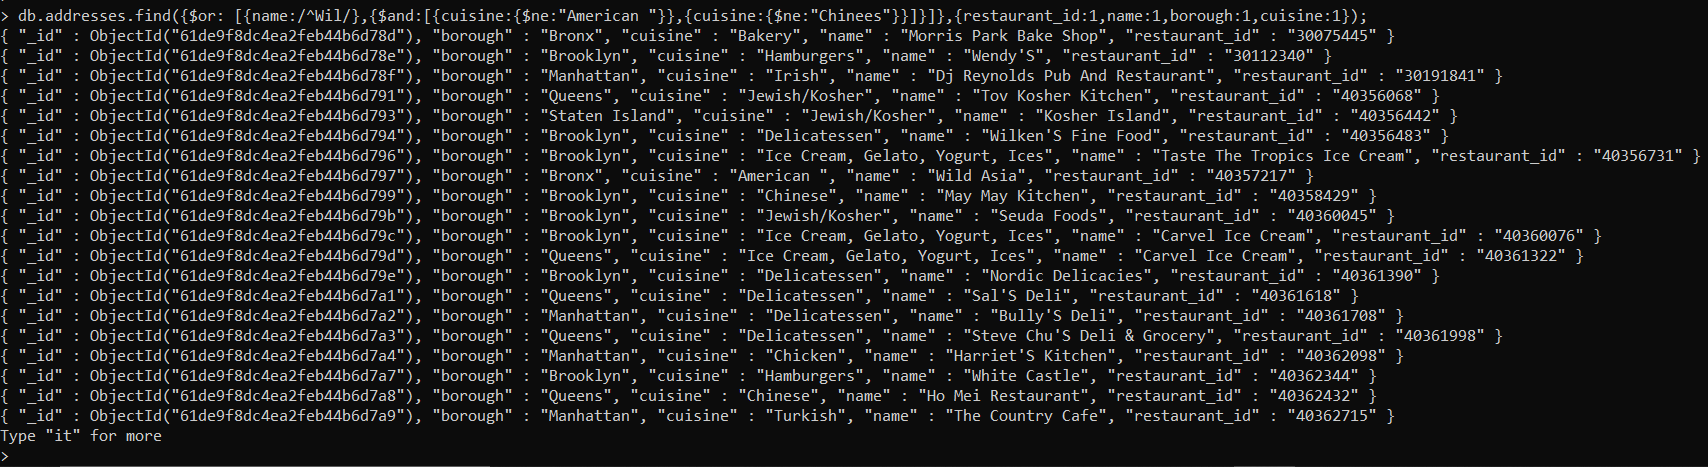 > db.addresses.find({$or: [{name:/^Wil/},{$and:[{cuisine:{$ne:"American "}},{cuisine:{$ne:"Chinees"}}]}]},{restaurant_id:1,name:1,borough:1,cuisine:1});
{ "_id" : ObjectId("61de9f8dc4ea2feb44b6d78d"), "borough" : "Bronx", "cuisine" : "Bakery", "name" : "Morris Park Bake Shop", "restaurant_id" : "30075445" }
{ "_id" : ObjectId("61de9f8dc4ea2feb44b6d78e"), "borough" : "Brooklyn", "cuisine" : "Hamburgers", "name" : "Wendy'S", "restaurant_id" : "30112340" }
{ "_id" : ObjectId("61de9f8dc4ea2feb44b6d78f"), "borough" : "Manhattan", "cuisine" : "Irish", "name" : "Dj Reynolds Pub And Restaurant", "restaurant_id" : "30191841" }
{ "_id" : ObjectId("61de9f8dc4ea2feb44b6d791"), "borough" : "Queens", "cuisine" : "Jewish/Kosher", "name" : "Tov Kosher Kitchen", "restaurant_id" : "40356068" }
{ "_id" : ObjectId("61de9f8dc4ea2feb44b6d793"), "borough" : "Staten Island", "cuisine" : "Jewish/Kosher", "name" : "Kosher Island", "restaurant_id" : "40356442" }
{ "_id" : ObjectId("61de9f8dc4ea2feb44b6d794"), "borough" : "Brooklyn", "cuisine" : "Delicatessen", "name" : "Wilken'S Fine Food", "restaurant_id" : "40356483" }
{ "_id" : ObjectId("61de9f8dc4ea2feb44b6d796"), "borough" : "Brooklyn", "cuisine" : "Ice Cream, Gelato, Yogurt, Ices", "name" : "Taste The Tropics Ice Cream", "restaurant_id" : "40356731" }
{ "_id" : ObjectId("61de9f8dc4ea2feb44b6d797"), "borough" : "Bronx", "cuisine" : "American ", "name" : "Wild Asia", "restaurant_id" : "40357217" }
{ "_id" : ObjectId("61de9f8dc4ea2feb44b6d799"), "borough" : "Brooklyn", "cuisine" : "Chinese", "name" : "May May Kitchen", "restaurant_id" : "40358429" }
{ "_id" : ObjectId("61de9f8dc4ea2feb44b6d79b"), "borough" : "Brooklyn", "cuisine" : "Jewish/Kosher", "name" : "Seuda Foods", "restaurant_id" : "40360045" }
{ "_id" : ObjectId("61de9f8dc4ea2feb44b6d79c"), "borough" : "Brooklyn", "cuisine" : "Ice Cream, Gelato, Yogurt, Ices", "name" : "Carvel Ice Cream", "restaurant_id" : "40360076" }
{ "_id" : ObjectId("61de9f8dc4ea2feb44b6d79d"), "borough" : "Queens", "cuisine" : "Ice Cream, Gelato, Yogurt, Ices", "name" : "Carvel Ice Cream", "restaurant_id" : "40361322" }
{ "_id" : ObjectId("61de9f8dc4ea2feb44b6d79e"), "borough" : "Brooklyn", "cuisine" : "Delicatessen", "name" : "Nordic Delicacies", "restaurant_id" : "40361390" }
{ "_id" : ObjectId("61de9f8dc4ea2feb44b6d7a1"), "borough" : "Queens", "cuisine" : "Delicatessen", "name" : "Sal'S Deli", "restaurant_id" : "40361618" }
{ "_id" : ObjectId("61de9f8dc4ea2feb44b6d7a2"), "borough" : "Manhattan", "cuisine" : "Delicatessen", "name" : "Bully'S Deli", "restaurant_id" : "40361708" }
{ "_id" : ObjectId("61de9f8dc4ea2feb44b6d7a3"), "borough" : "Queens", "cuisine" : "Delicatessen", "name" : "Steve Chu'S Deli & Grocery", "restaurant_id" : "40361998" }
{ "_id" : ObjectId("61de9f8dc4ea2feb44b6d7a4"), "borough" : "Manhattan", "cuisine" : "Chicken", "name" : "Harriet'S Kitchen", "restaurant_id" : "40362098" }
{ "_id" : ObjectId("61de9f8dc4ea2feb44b6d7a7"), "borough" : "Brooklyn", "cuisine" : "Hamburgers", "name" : "White Castle", "restaurant_id" : "40362344" }
{ "_id" : ObjectId("61de9f8dc4ea2feb44b6d7a8"), "borough" : "Queens", "cuisine" : "Chinese", "name" : "Ho Mei Restaurant", "restaurant_id" : "40362432" }
{ "_id" : ObjectId("61de9f8dc4ea2feb44b6d7a9"), "borough" : "Manhattan", "cuisine" : "Turkish", "name" : "The Country Cafe", "restaurant_id" : "40362715" }
Type "it" for more
>